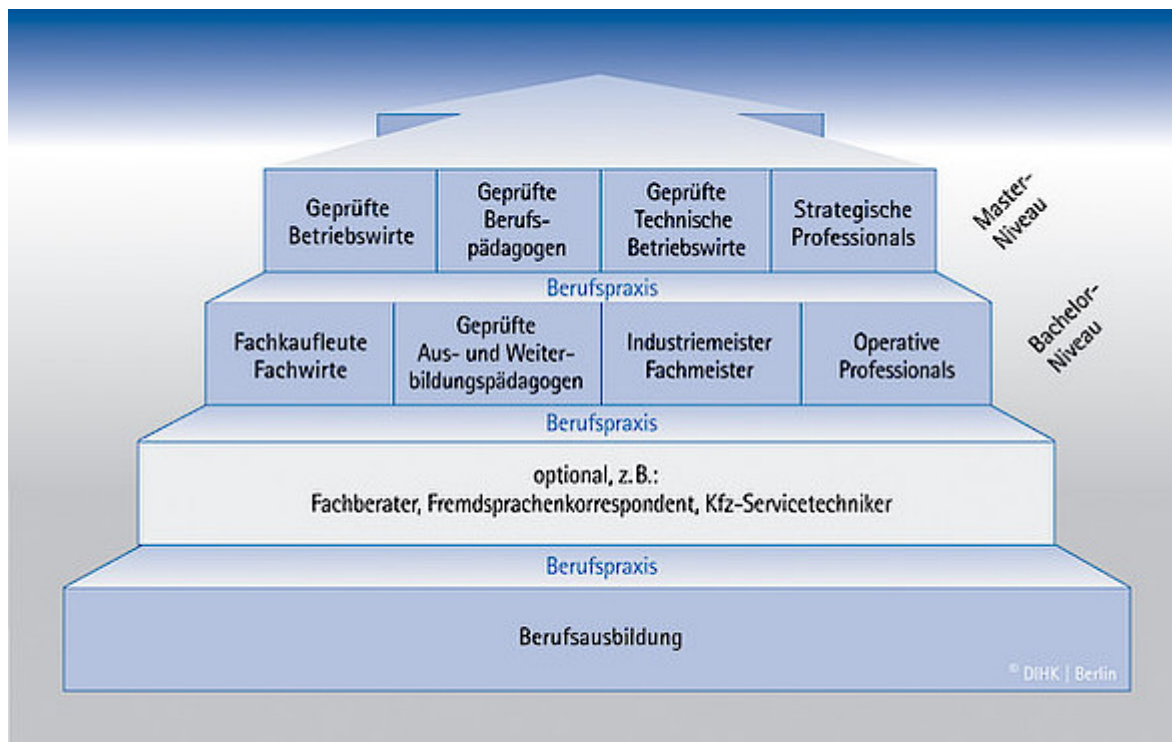 Geprüfte
Betriebswirte
Geprüfte
Berufs-
pädagogen
Geprüfte
Technische
Betriebswirte
Strategische
Professionals
Master-
Niveau
Berufspraxis
Fachkaufleute
Fachwirte
Geprüfte
Aus- und Weiter-
bildungspädagogen
Industriemeister
Fachmeister
Operative
Professionals
Bachelor-
Niveau
Berufspraxis
optional, z.B.:
Fachberater, Fremdsprachenkorrespondent, Kfz-Servicetechniker
Berufspraxis
Berufsausbildung
© DIHK | Berlin